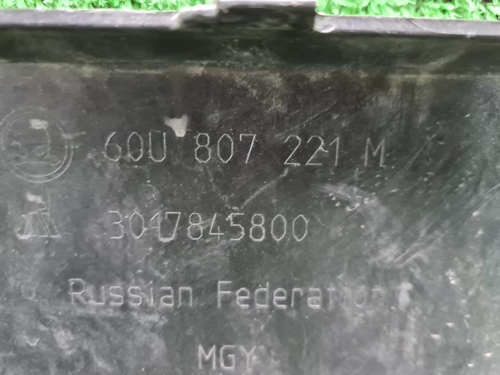 60U 807 221 M
3017845800
Russian Federation
MGY